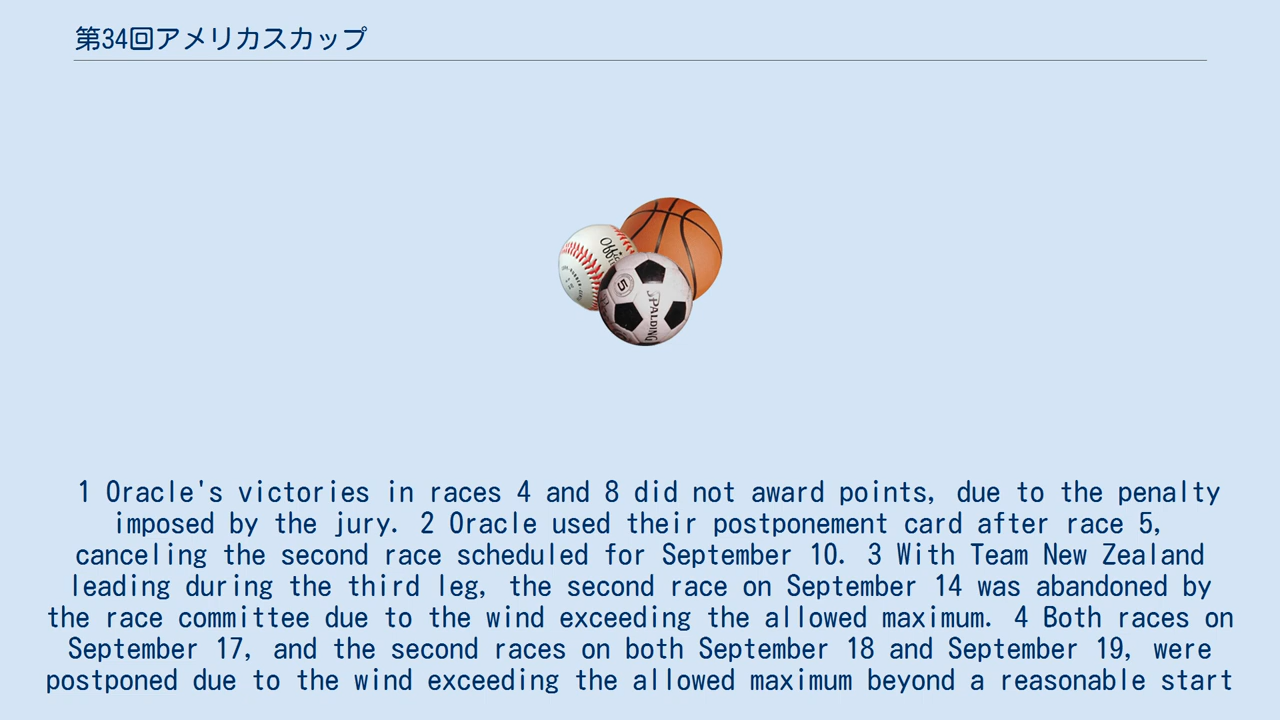 第34回アメリカスカップ
Offici
5
SPALDING
1 Oracle's victories in races 4 and 8 did not award points, due to the penalty
imposed by the jury. 2 Oracle used their postponement card after race 5,
canceling the second race scheduled for September 10. 3 With Team New Zealand
leading during the third leg, the second race on September 14 was abandoned by
the race committee due to the wind exceeding the allowed maximum. 4 Both races on
September 17, and the second races on both September 18 and September 19, were
postponed due to the wind exceeding the allowed maximum beyond a reasonable start